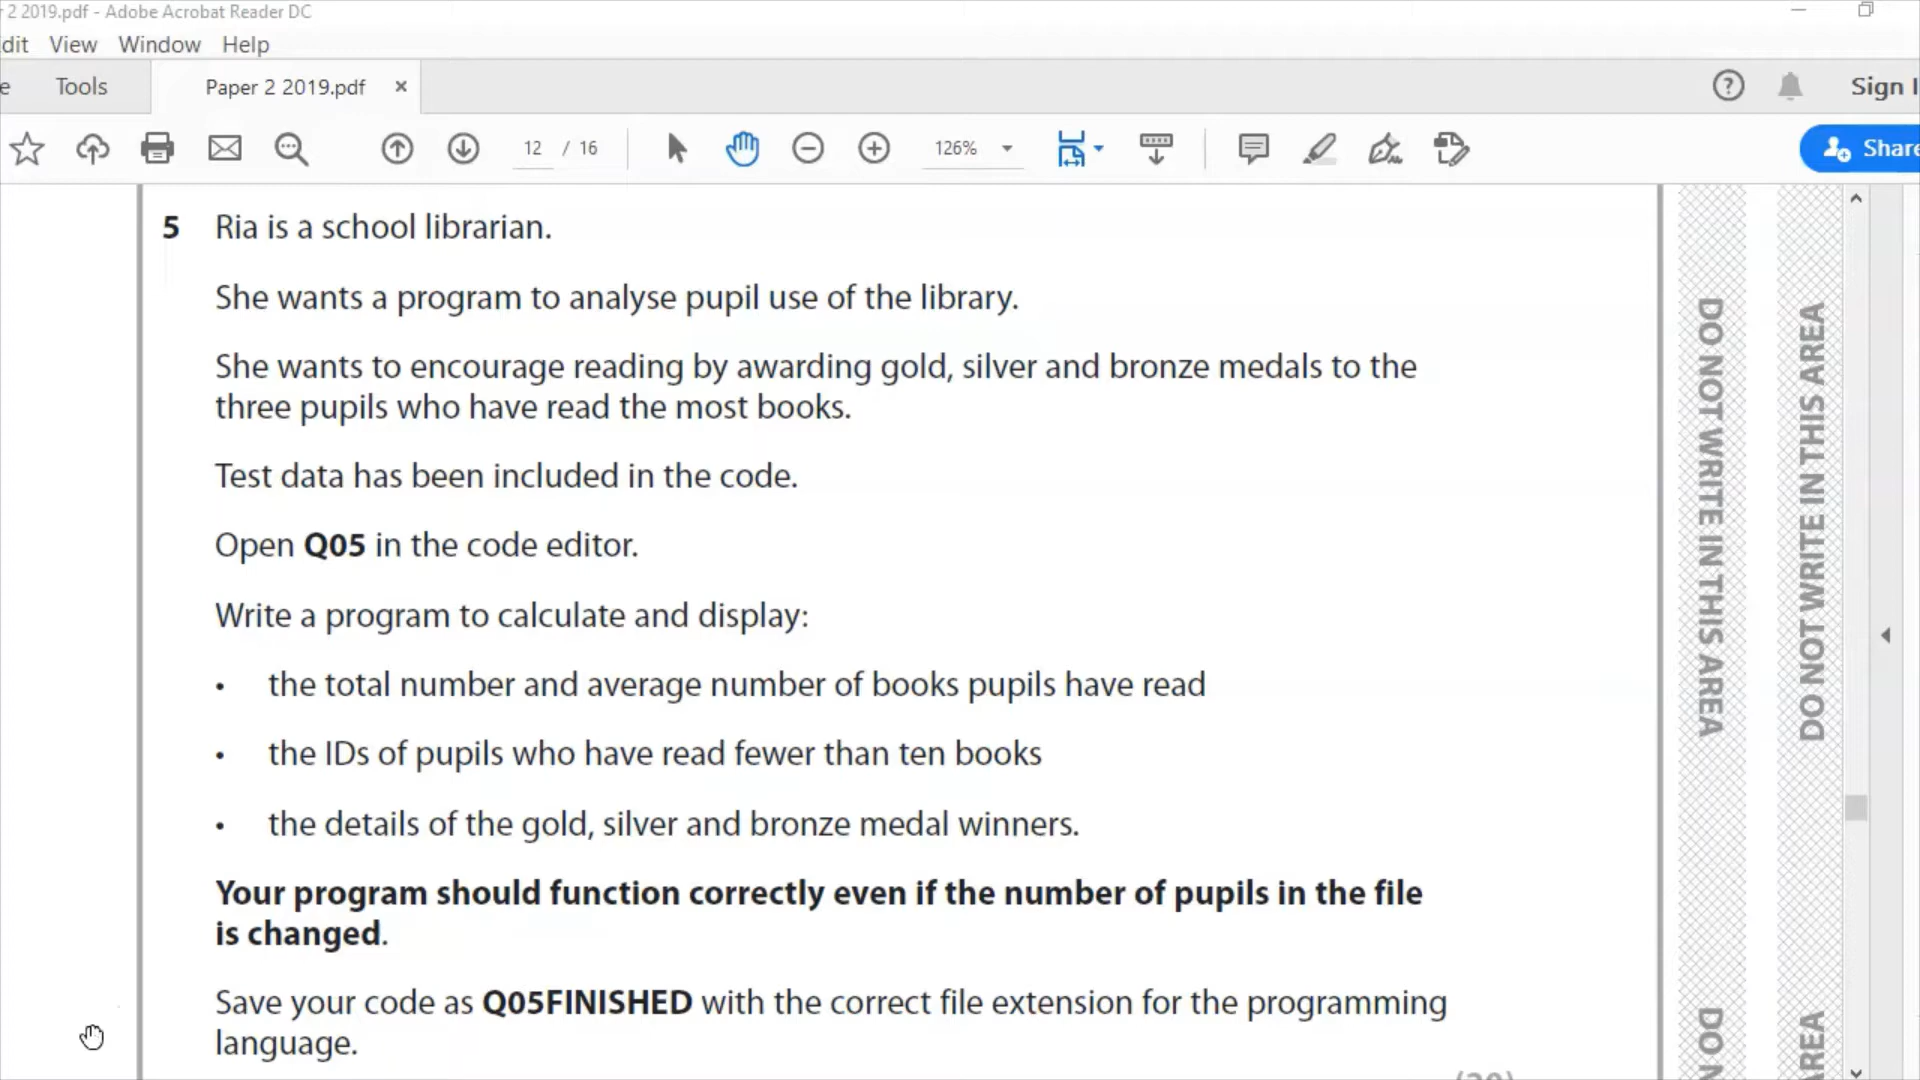 r 2 2019.pdf - Adobe Acrobat Reader DC
dit View Window Help
e Tools Paper 2 2019.pdf × Sign I
12 / 16 126% Share
5 Ria is a school librarian.
She wants a program to analyse pupil use of the library.
She wants to encourage reading by awarding gold, silver and bronze medals to the
three pupils who have read the most books.
Test data has been included in the code.
Open Q05 in the code editor.
Write a program to calculate and display:
• the total number and average number of books pupils have read
• the IDs of pupils who have read fewer than ten books
• the details of the gold, silver and bronze medal winners.
Your program should function correctly even if the number of pupils in the file
is changed.
Save your code as Q05FINISHED with the correct file extension for the programming
language.
DO NOT WRITE IN THIS AREA
DO NOT WRITE IN THIS AREA
DO N
AREA